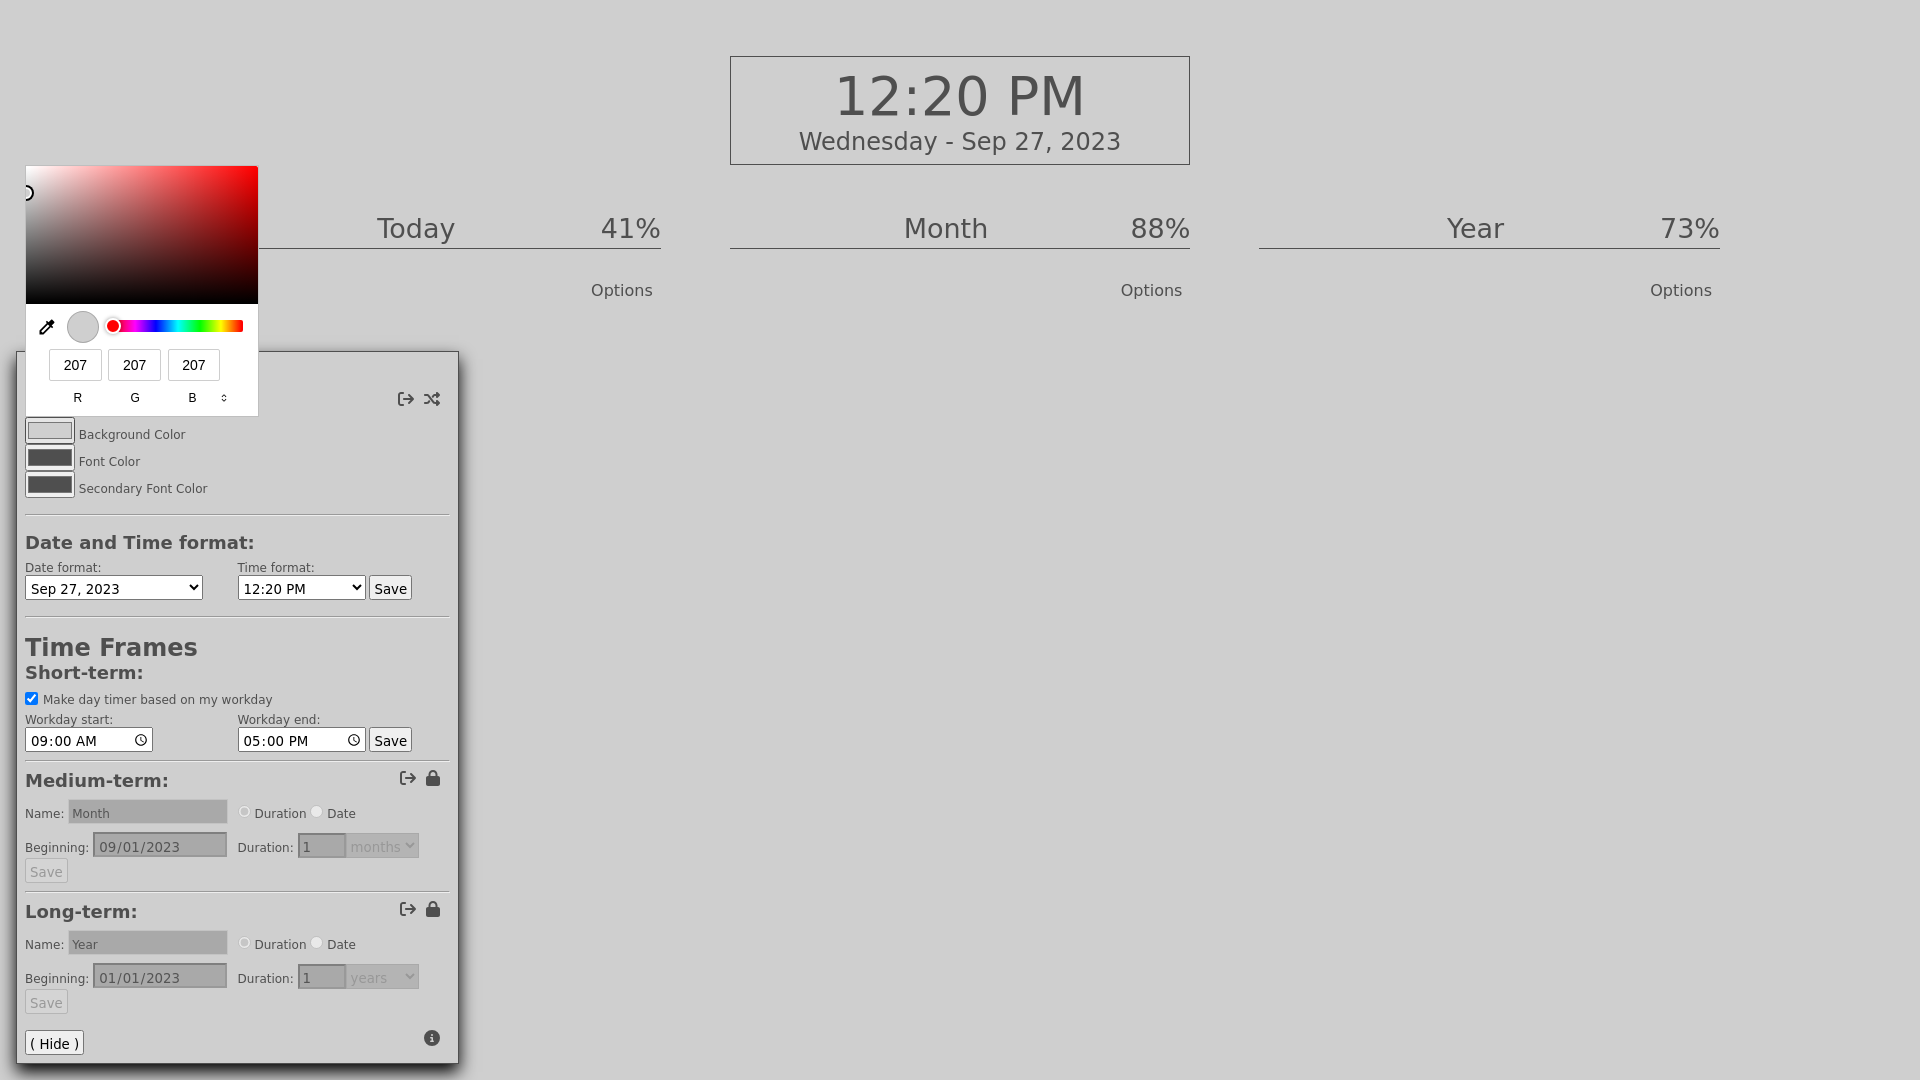 12:20 PM
Wednesday - Sep 27, 2023
Today 41%
Month 88%
Year 73%
Options
Options
Options
207 207 207
R G B
Background Color
Font Color
Secondary Font Color
Date and Time format:
Date format: Time format:
Sep 27, 2023 12:20 PM Save
Time Frames
Short-term:
Make day timer based on my workday
Workday start: Workday end:
09:00 AM 05:00 PM Save
Medium-term:
Name: Month Duration Date
Beginning: 09/01/2023 Duration: 1 months
Save
Long-term:
Name: Year Duration Date
Beginning: 01/01/2023 Duration: 1 years
Save
( Hide )